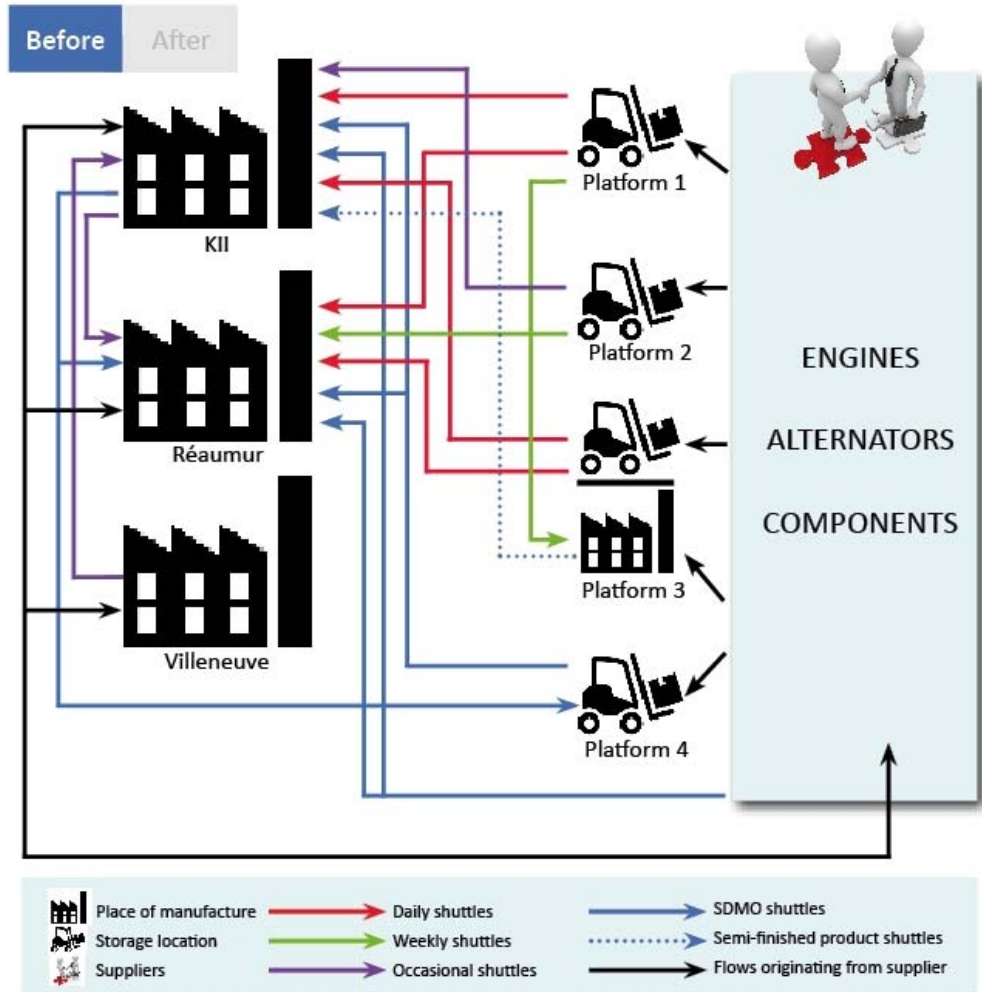 Before
After
KII
Réaumur
Villeneuve
Platform 1
Platform 2
Platform 3
Platform 4
ENGINES
ALTERNATORS
COMPONENTS
Place of manufacture
Storage location
Suppliers
Daily shuttles
Weekly shuttles
Occasional shuttles
SDMO shuttles
Semi-finished product shuttles
Flows originating from supplier